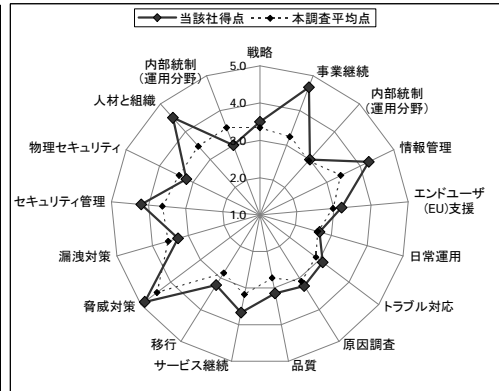 当該社得点 本調査平均点
戦略
事業継続
内部統制
(運用分野)
情報管理
エンドユーザ
(EU)支援
日常運用
トラブル対応
原因調査
品質
サービス継続
移行
脅威対策
漏洩対策
セキュリティ管理
物理セキュリティ
人材と組織
内部統制
(運用分野)
5.0
4.0
3.0
2.0
1.0